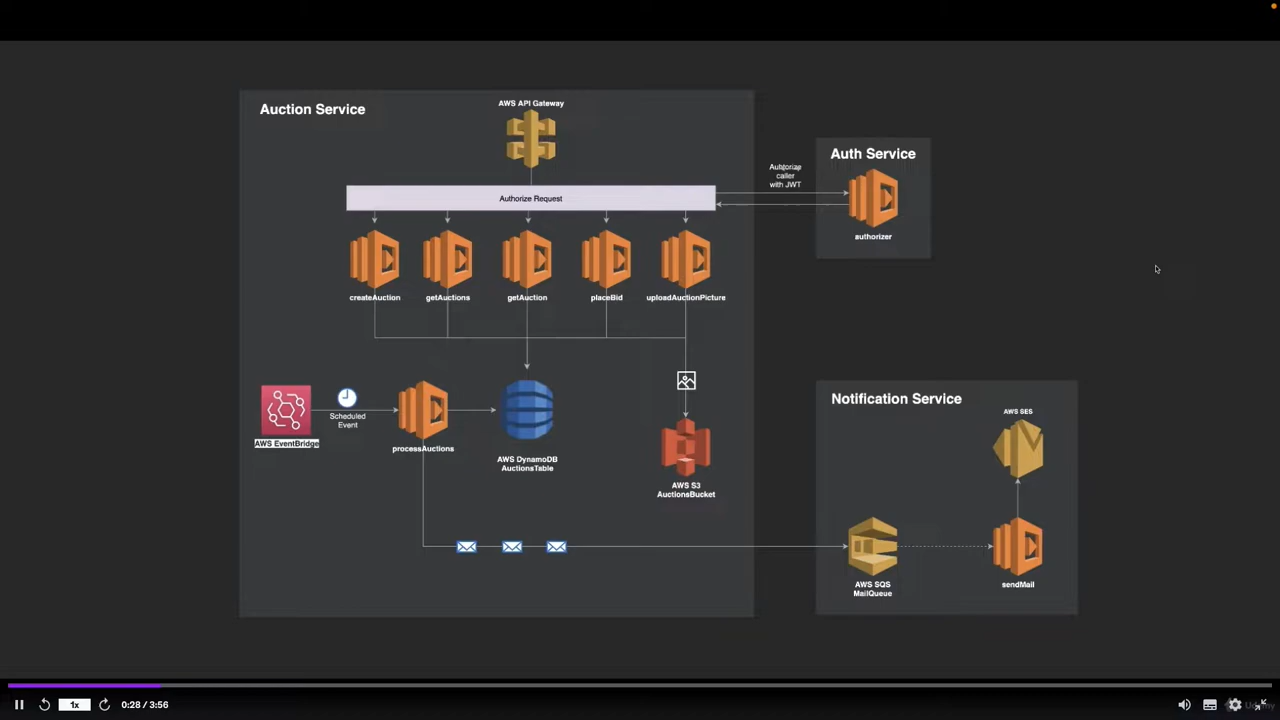 Auction Service
AWS API Gateway
Authorize Request
Authorize
caller
with JWT
Auth Service
authorizer
createAuction
getAuctions
getAuction
placeBid
uploadAuctionPicture
AWS EventBridge
Scheduled
Event
processAuctions
AWS DynamoDB
AuctionsTable
AWS S3
AuctionsBucket
Notification Service
AWS SES
AWS SQS
MailQueue
sendMail
1x
0:28 / 3:56
Udemy